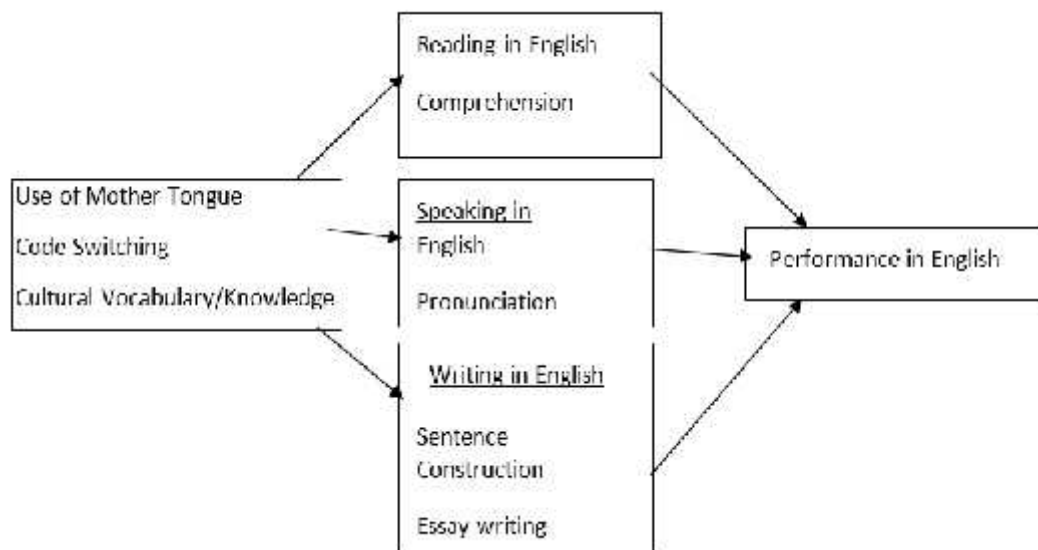 Reading in English
Comprehension
Use of Mother Tongue
Code Switching
Cultural Vocabulary/Knowledge
Speaking in
English
Pronunciation
Writing in English
Sentence
Construction
Essay writing
Performance in English